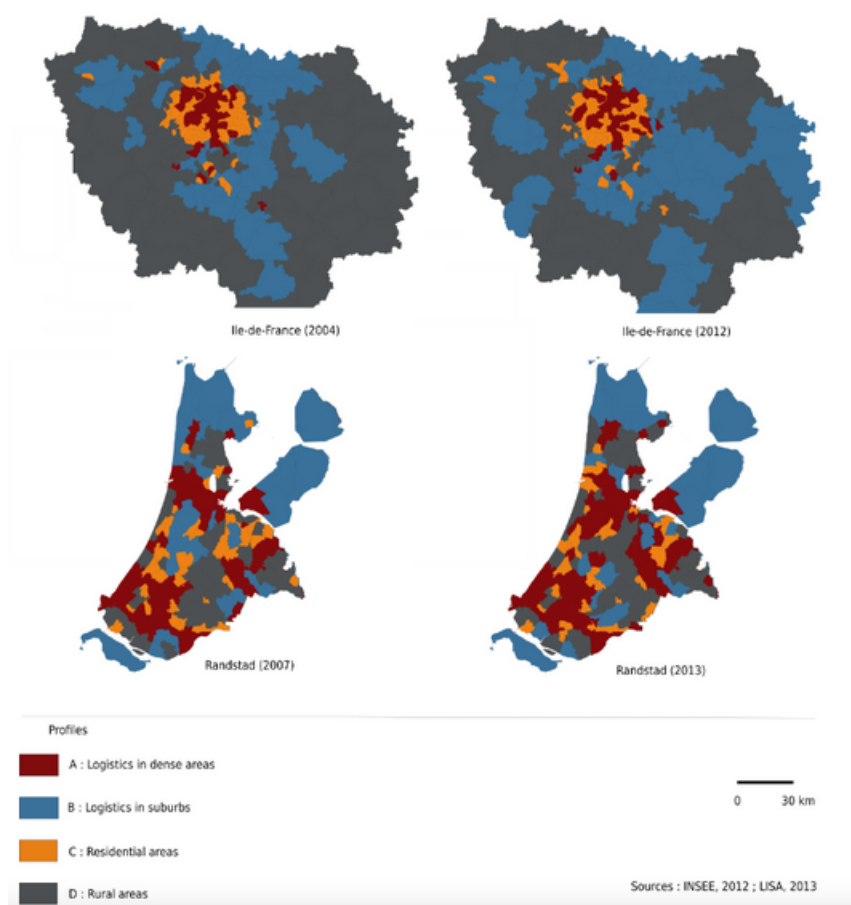 Ile-de-France (2004)
Ile-de-France (2012)
Randstad (2007)
Randstad (2013)
Profiles
A : Logistics in dense areas
B : Logistics in suburbs
C : Residential areas
D : Rural areas
0 30 km
Sources : INSEE, 2012 ; LISA, 2013